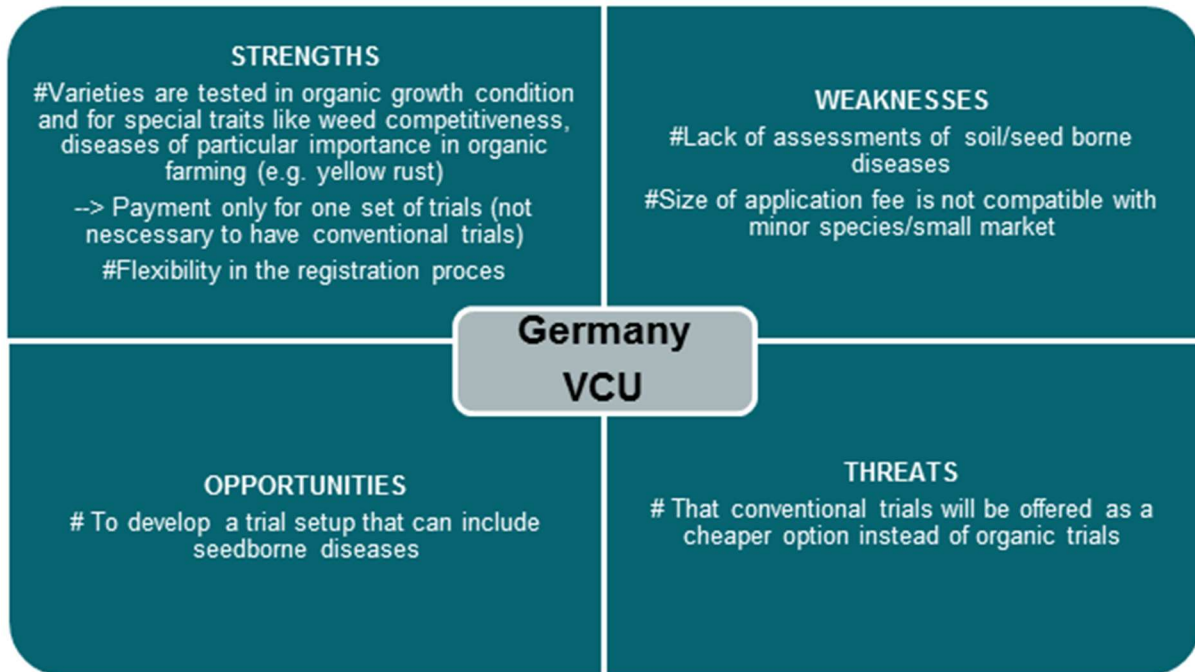 STRENGTHS
#Varieties are tested in organic growth condition
and for special traits like weed competitiveness,
diseases of particular importance in organic
farming (e.g. yellow rust)
--> Payment only for one set of trials (not
nescessary to have conventional trials)
#Flexibility in the registration proces
WEAKNESSES
#Lack of assessments of soil/seed borne
diseases
#Size of application fee is not compatible with
minor species/small market
Germany
VCU
OPPORTUNITIES
# To develop a trial setup that can include
seedborne diseases
THREATS
# That conventional trials will be offered as a
cheaper option instead of organic trials